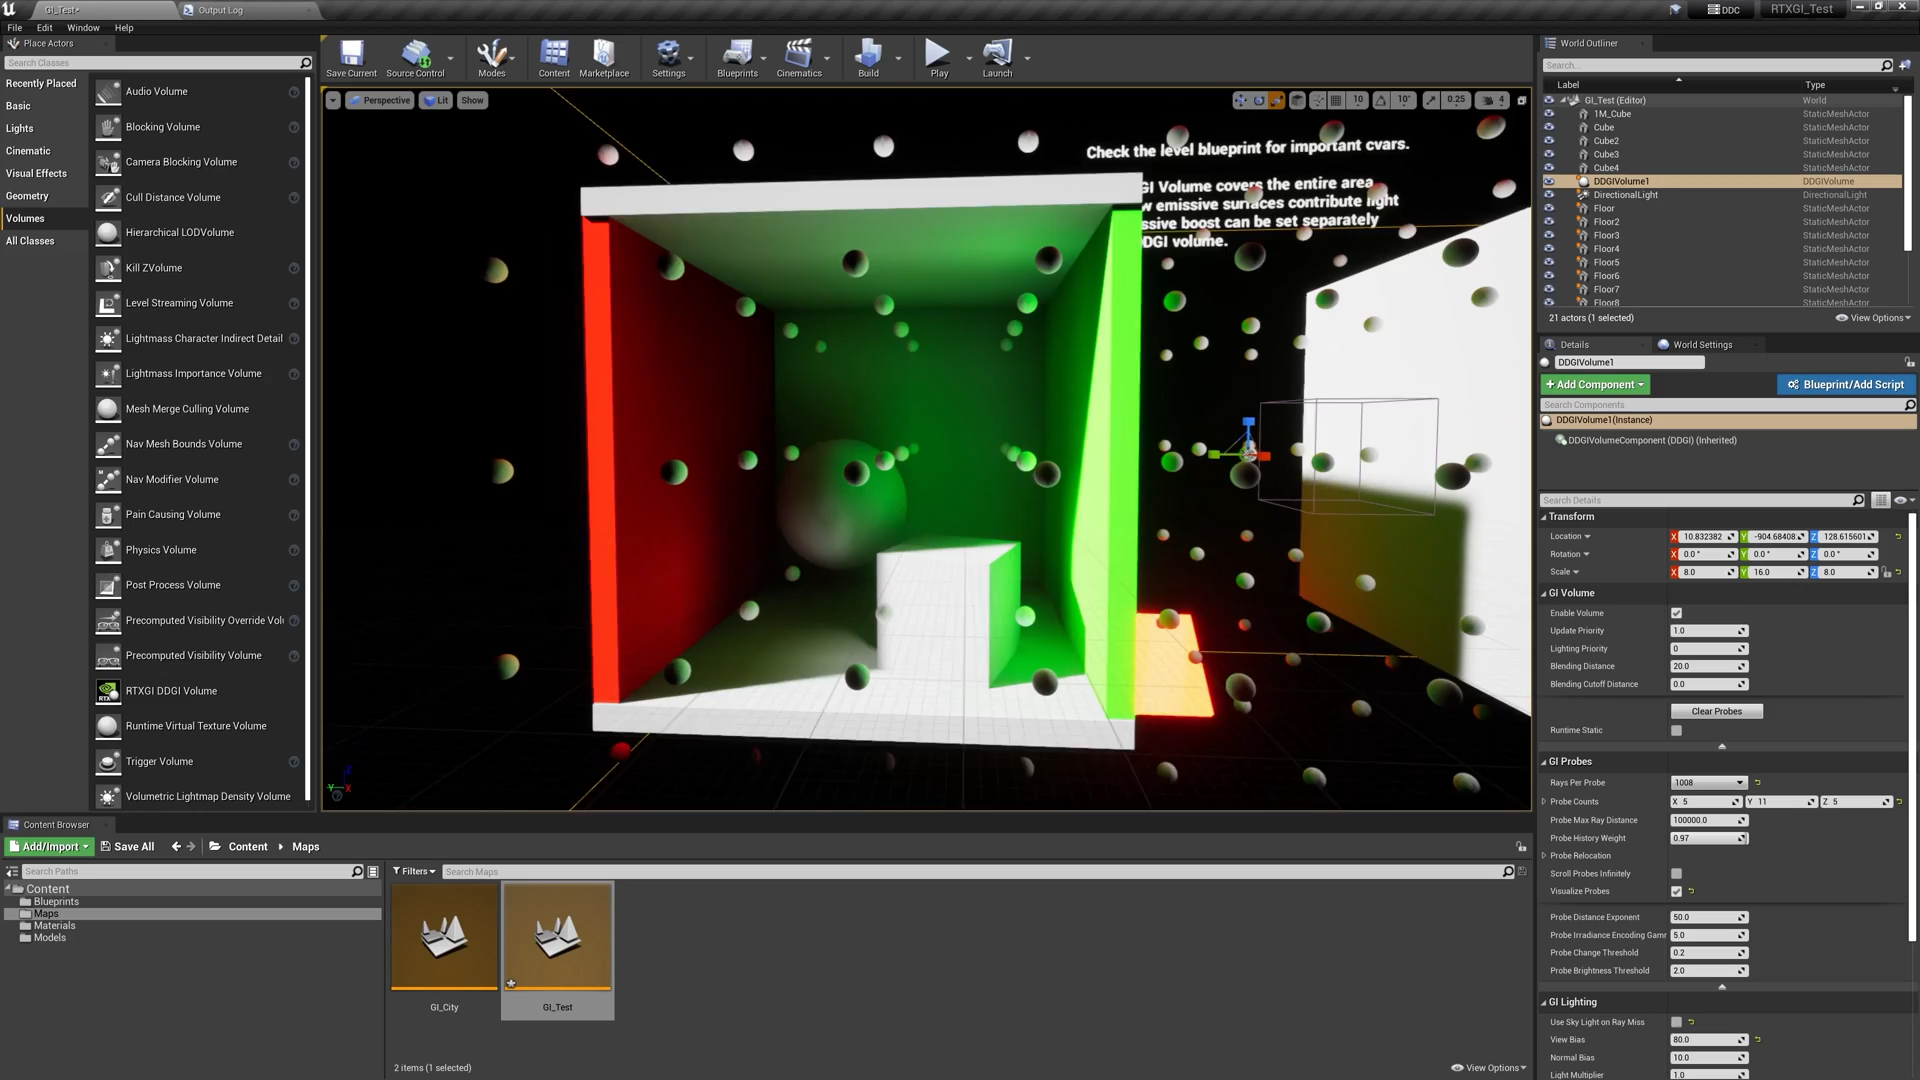 GI_Test*
Output Log
DDC
RTXGI_Test
File Edit Window Help
Place Actors
Search Classes
Recently Placed
Basic
Lights
Cinematic
Visual Effects
Geometry
Volumes
All Classes
Audio Volume
Blocking Volume
Camera Blocking Volume
Cull Distance Volume
Hierarchical LODVolume
Kill ZVolume
Level Streaming Volume
Lightmass Character Indirect Detail
Lightmass Importance Volume
Mesh Merge Culling Volume
Nav Mesh Bounds Volume
Nav Modifier Volume
Pain Causing Volume
Physics Volume
Post Process Volume
Precomputed Visibility Override Volu
Precomputed Visibility Volume
RTXGI DDGI Volume
Runtime Virtual Texture Volume
Trigger Volume
Volumetric Lightmap Density Volume
Save Current Source Control Modes Content Marketplace Settings Blueprints Cinematics Build Play Launch
Perspective Lit Show
10 10° 0.25 4
Check the level blueprint for important cvars.
GI Volume covers the entire area
w emissive surfaces contribute light
ssive boost can be set separately
DDGI volume.
World Outliner
Search...
Label Type
GI_Test (Editor) World
1M_Cube StaticMeshActor
Cube StaticMeshActor
Cube2 StaticMeshActor
Cube3 StaticMeshActor
Cube4 StaticMeshActor
DDGIVolume1 DDGIVolume
DirectionalLight DirectionalLight
Floor StaticMeshActor
Floor2 StaticMeshActor
Floor3 StaticMeshActor
Floor4 StaticMeshActor
Floor5 StaticMeshActor
Floor6 StaticMeshActor
Floor7 StaticMeshActor
Floor8 StaticMeshActor
21 actors (1 selected) View Options
Details World Settings
DDGIVolume1
+Add Component Blueprint/Add Script
Search Components
DDGIVolume1(Instance)
DDGIVolumeComponent (DDGI) (Inherited)
Search Details
Transform
Location X 10.832382 Y -904.68408 Z 128.615601
Rotation X 0.0° Y 0.0° Z 0.0°
Scale X 8.0 Y 16.0 Z 8.0
GI Volume
Enable Volume
Update Priority 1.0
Lighting Priority 0
Blending Distance 20.0
Blending Cutoff Distance 0.0
Clear Probes
Runtime Static
GI Probes
Rays Per Probe 1008
Probe Counts X 5 Y 11 Z 5
Probe Max Ray Distance 100000.0
Probe History Weight 0.97
Probe Relocation
Scroll Probes Infinitely
Visualize Probes
Probe Distance Exponent 50.0
Probe Irradiance Encoding Gamm 5.0
Probe Change Threshold 0.2
Probe Brightness Threshold 2.0
GI Lighting
Use Sky Light on Ray Miss
View Bias 80.0
Normal Bias 10.0
Light Multiplier 1.0
Content Browser
Add/Import Save All Content Maps
Search Paths
Filters Search Maps
Content
Blueprints
Maps
Materials
Models
GI_City GI_Test
2 items (1 selected) View Options